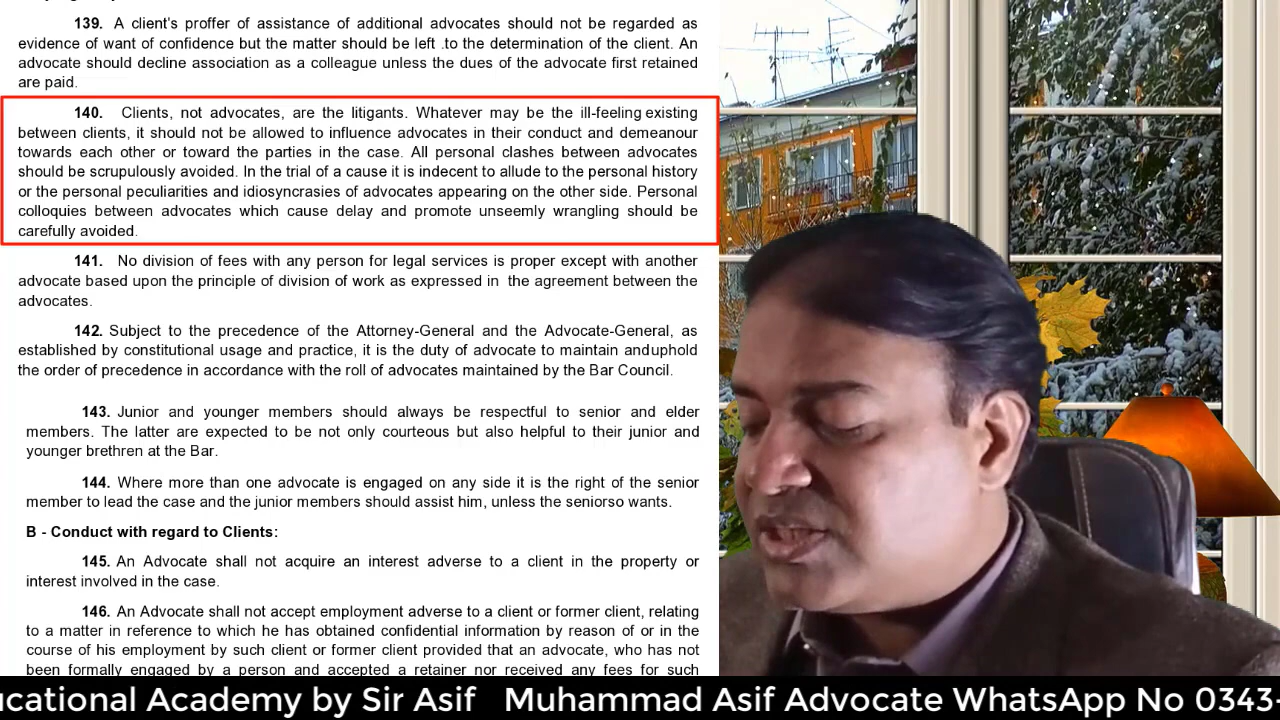 139. A client's proffer of assistance of additional advocates should not be regarded as
evidence of want of confidence but the matter should be left .to the determination of the client. An
advocate should decline association as a colleague unless the dues of the advocate first retained
are paid.
140. Clients, not advocates, are the litigants. Whatever may be the ill-feeling existing
between clients, it should not be allowed to influence advocates in their conduct and demeanour
towards each other or toward the parties in the case. All personal clashes between advocates
should be scrupulously avoided. In the trial of a cause it is indecent to allude to the personal history
or the personal peculiarities and idiosyncrasies of advocates appearing on the other side. Personal
colloquies between advocates which cause delay and promote unseemly wrangling should be
carefully avoided.
141. No division of fees with any person for legal services is proper except with another
advocate based upon the principle of division of work as expressed in the agreement between the
advocates.
142. Subject to the precedence of the Attorney-General and the Advocate-General, as
established by constitutional usage and practice, it is the duty of advocate to maintain anduphold
the order of precedence in accordance with the roll of advocates maintained by the Bar Council.
143. Junior and younger members should always be respectful to senior and elder
members. The latter are expected to be not only courteous but also helpful to their junior and
younger brethren at the Bar.
144. Where more than one advocate is engaged on any side it is the right of the senior
member to lead the case and the junior members should assist him, unless the seniorso wants.
B - Conduct with regard to Clients:
145. An Advocate shall not acquire an interest adverse to a client in the property or
interest involved in the case.
146. An Advocate shall not accept employment adverse to a client or former client, relating
to a matter in reference to which he has obtained confidential information by reason of or in the
course of his employment by such client or former client provided that an advocate, who has not
been formally engaged by a person and accepted a retainer nor received any fees for such
ucational Academy by Sir Asif Muhammad Asif Advocate WhatsApp No 0343